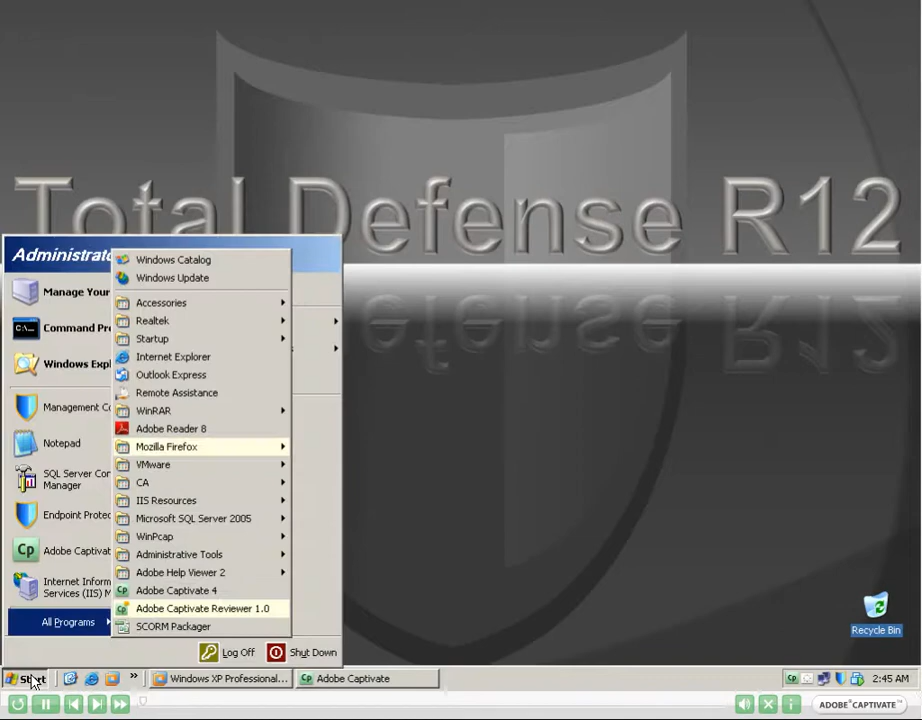 Total Defense R12
Administrato
Manage Your
Command Pro
Windows Expl
Management Co
Notepad
SQL Server Con
Manager
Endpoint Protec
Adobe Captivat
Internet Inform
Services (IIS) M
All Programs
Windows Catalog
Windows Update
Accessories
Realtek
Startup
Internet Explorer
Outlook Express
Remote Assistance
WinRAR
Adobe Reader 8
Mozilla Firefox
VMware
CA
IIS Resources
Microsoft SQL Server 2005
WinPcap
Administrative Tools
Adobe Help Viewer 2
Adobe Captivate 4
Adobe Captivate Reviewer 1.0
SCORM Packager
Log Off
Shut Down
Recycle Bin
Start
Windows XP Professional...
Adobe Captivate
2:45 AM
ADOBE® CAPTIVATE™